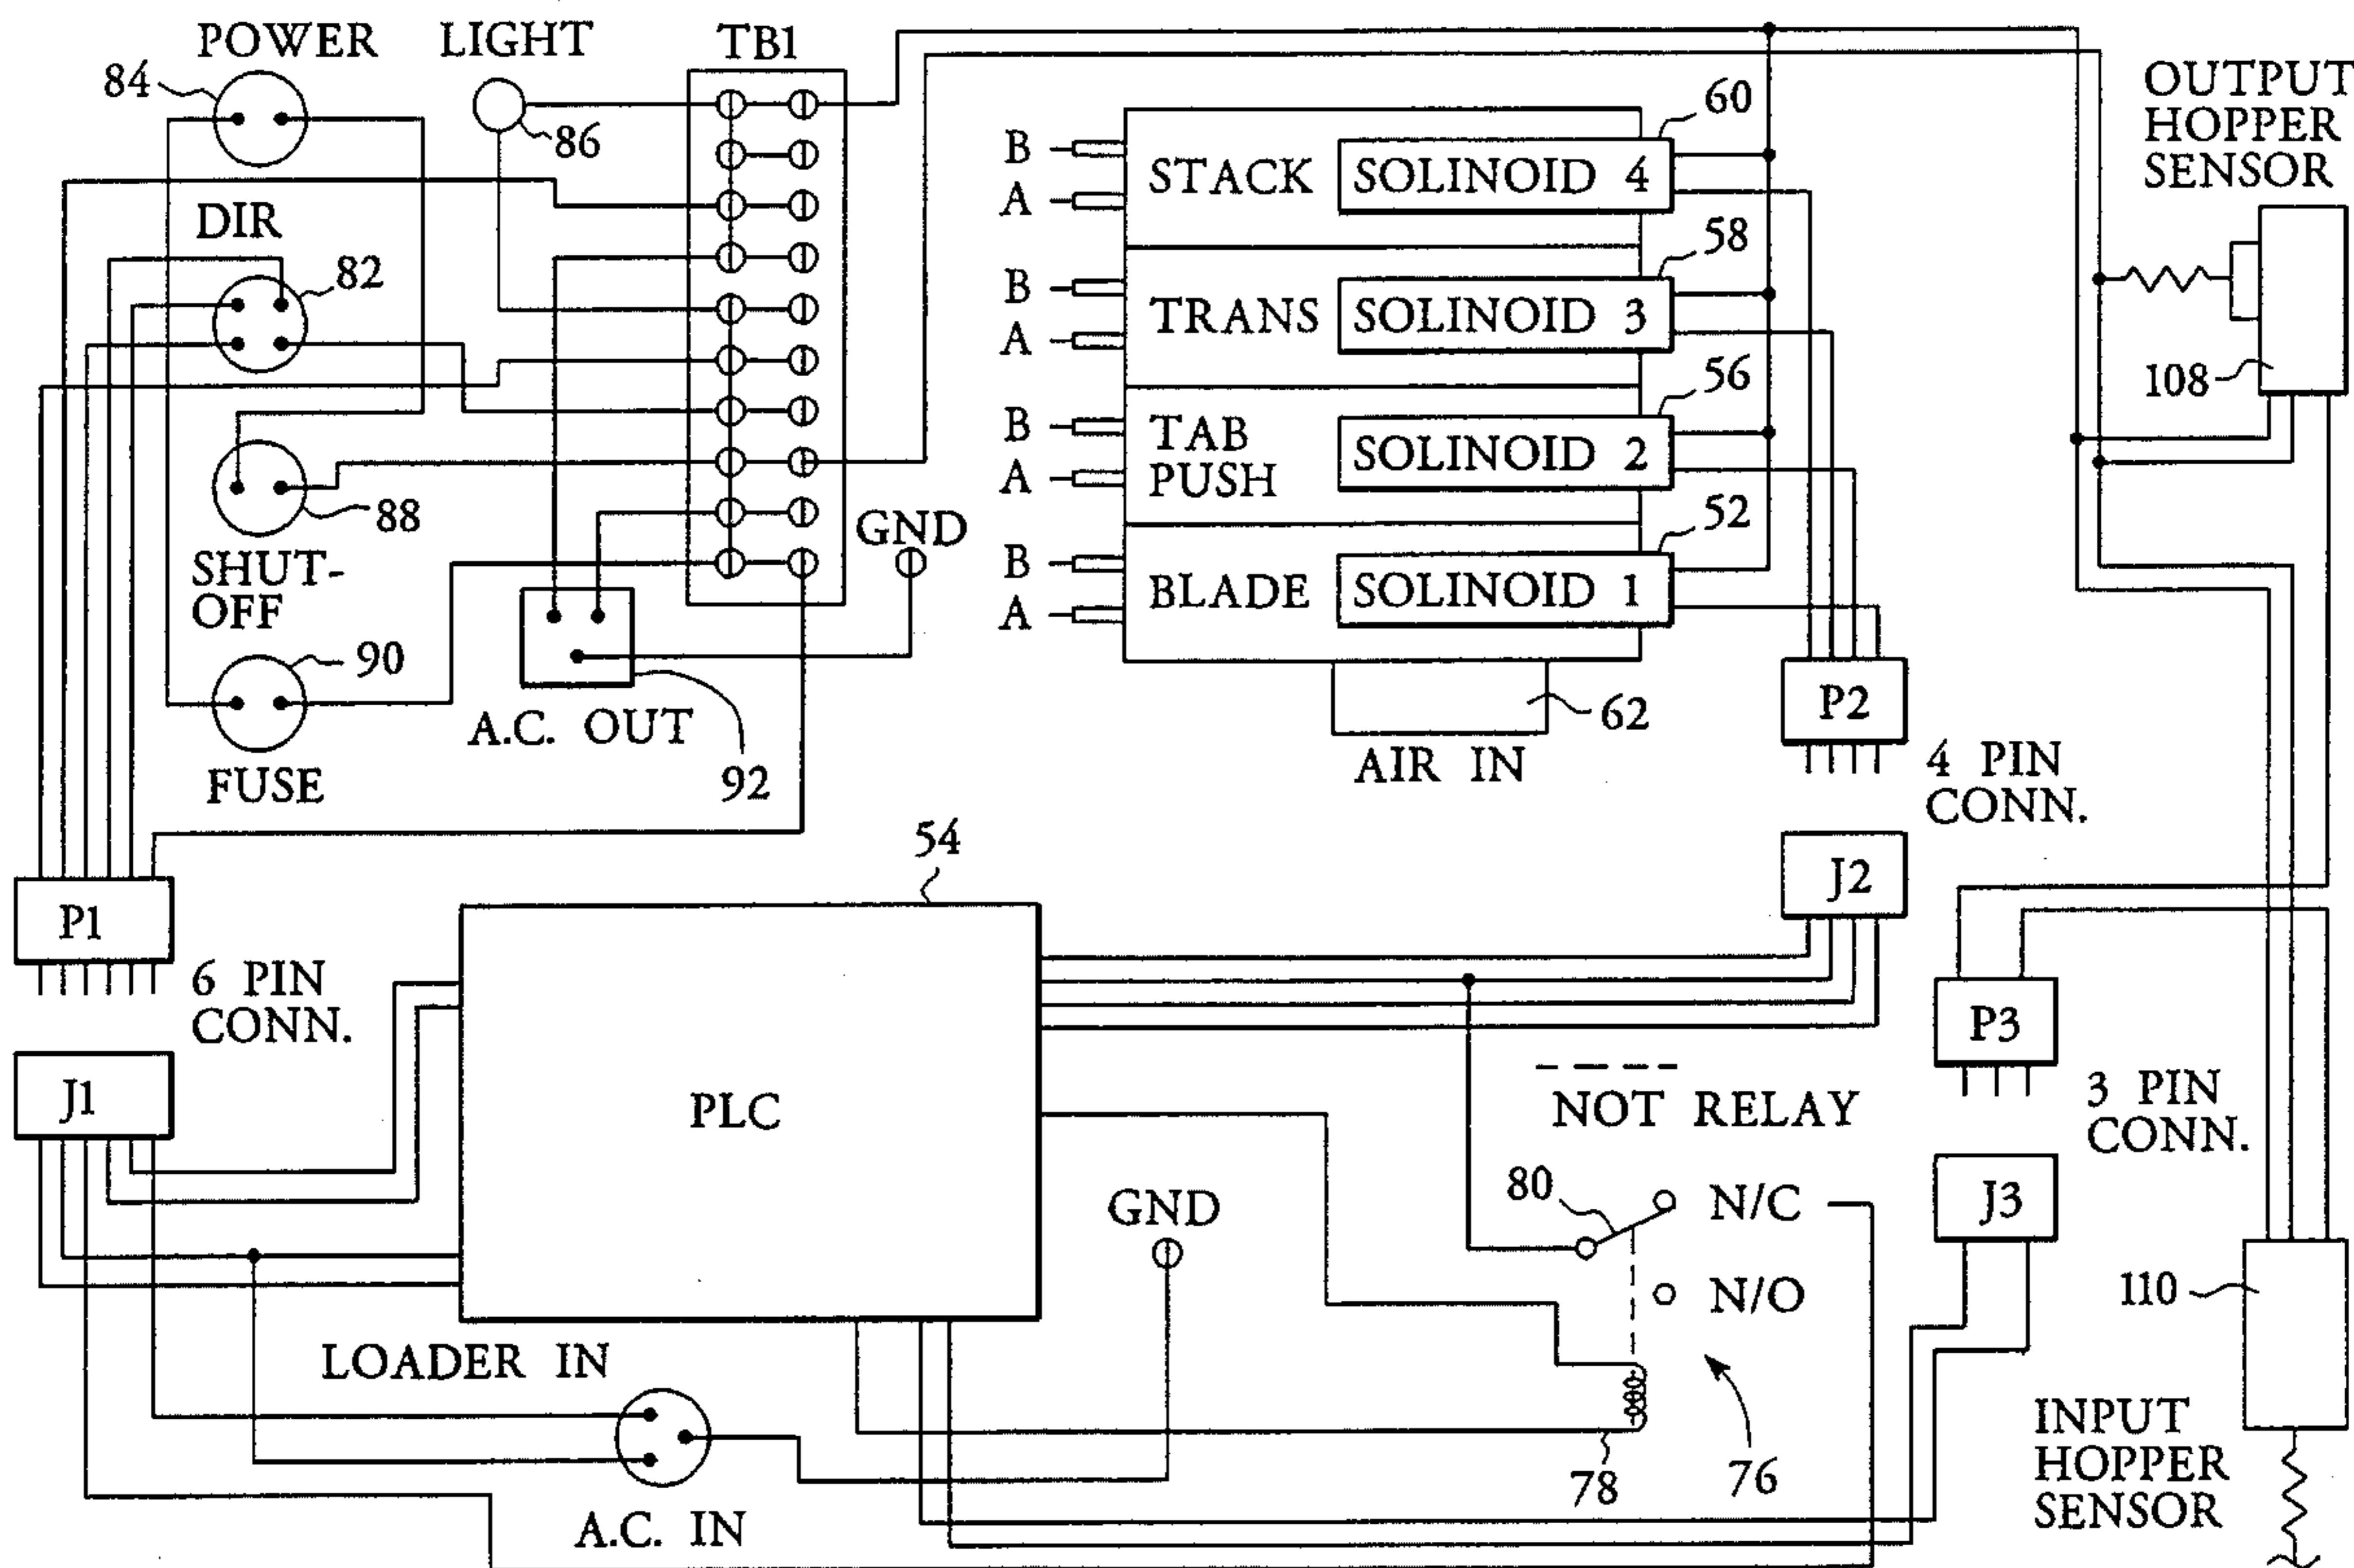 POWER
84
LIGHT
86
TB1
DIR
82
88
SHUT-
OFF
90
FUSE
A.C. OUT
92
GND
B
A
STACK
SOLINOID 4
60
B
A
TRANS
SOLINOID 3
58
B
A
TAB
PUSH
SOLINOID 2
56
B
A
BLADE
SOLINOID 1
52
62
AIR IN
OUTPUT
HOPPER
SENSOR
108
P2
4 PIN
CONN.
J2
P1
6 PIN
CONN.
J1
54
PLC
P3
3 PIN
CONN.
J3
NOT RELAY
80
N/C
N/O
76
78
GND
LOADER IN
A.C. IN
110
INPUT
HOPPER
SENSOR